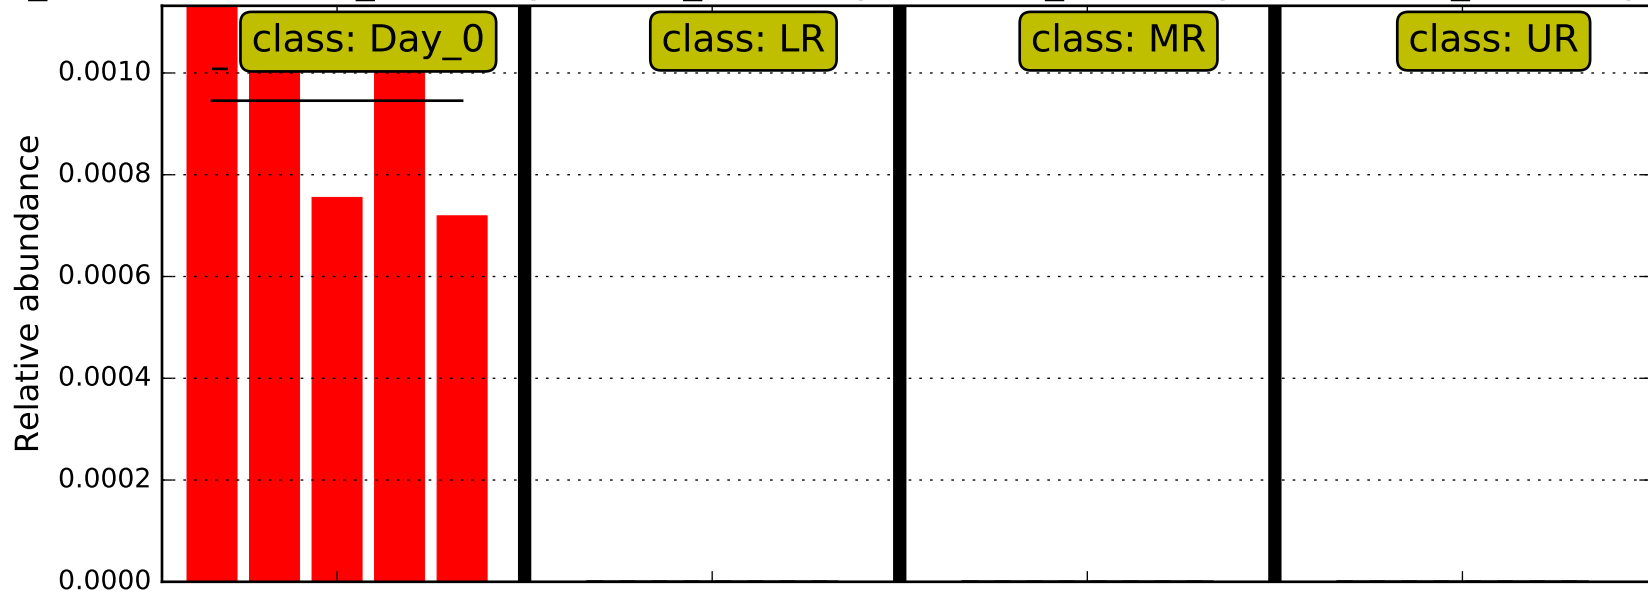 class: Day_0
class: LR
class: MR
class: UR
0.0010
0.0008
0.0006
0.0004
0.0002
0.0000
Relative abundance